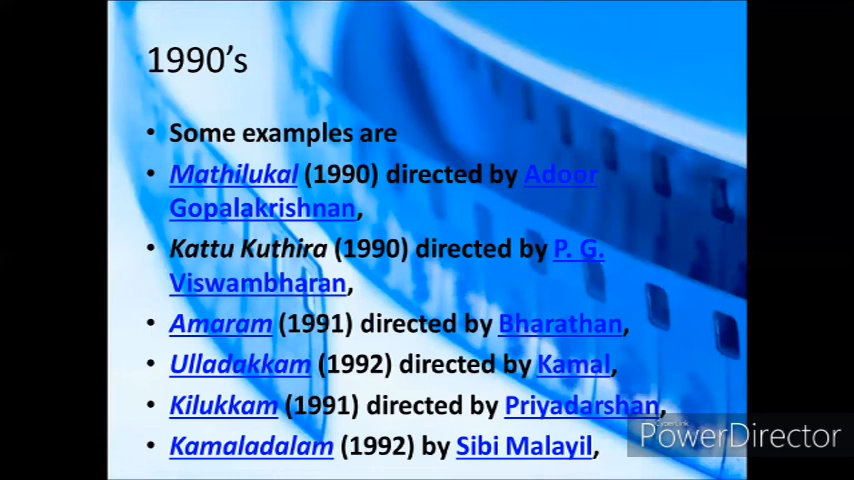 1990's
• Some examples are
• Mathilukal (1990) directed by Adoor
Gopalakrishnan,
• Kattu Kuthira (1990) directed by P. G.
Viswambharan,
• Amaram (1991) directed by Bharathan,
• Ulladakkam (1992) directed by Kamal,
• Kilukkam (1991) directed by Priyadarshan,
• Kamaladalam (1992) by Sibi Malayil,
CyberLink
PowerDirector